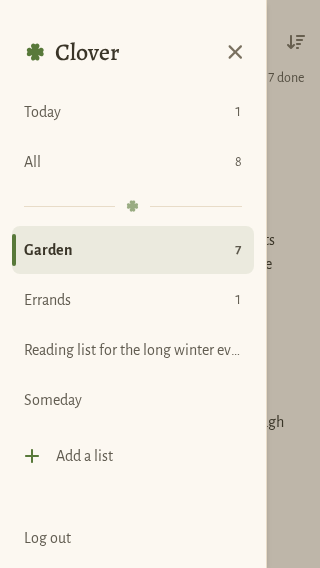 Clover
Today 1
All 8
Garden 7
Errands 1
Reading list for the long winter ev…
Someday
Add a list
Log out
7 done